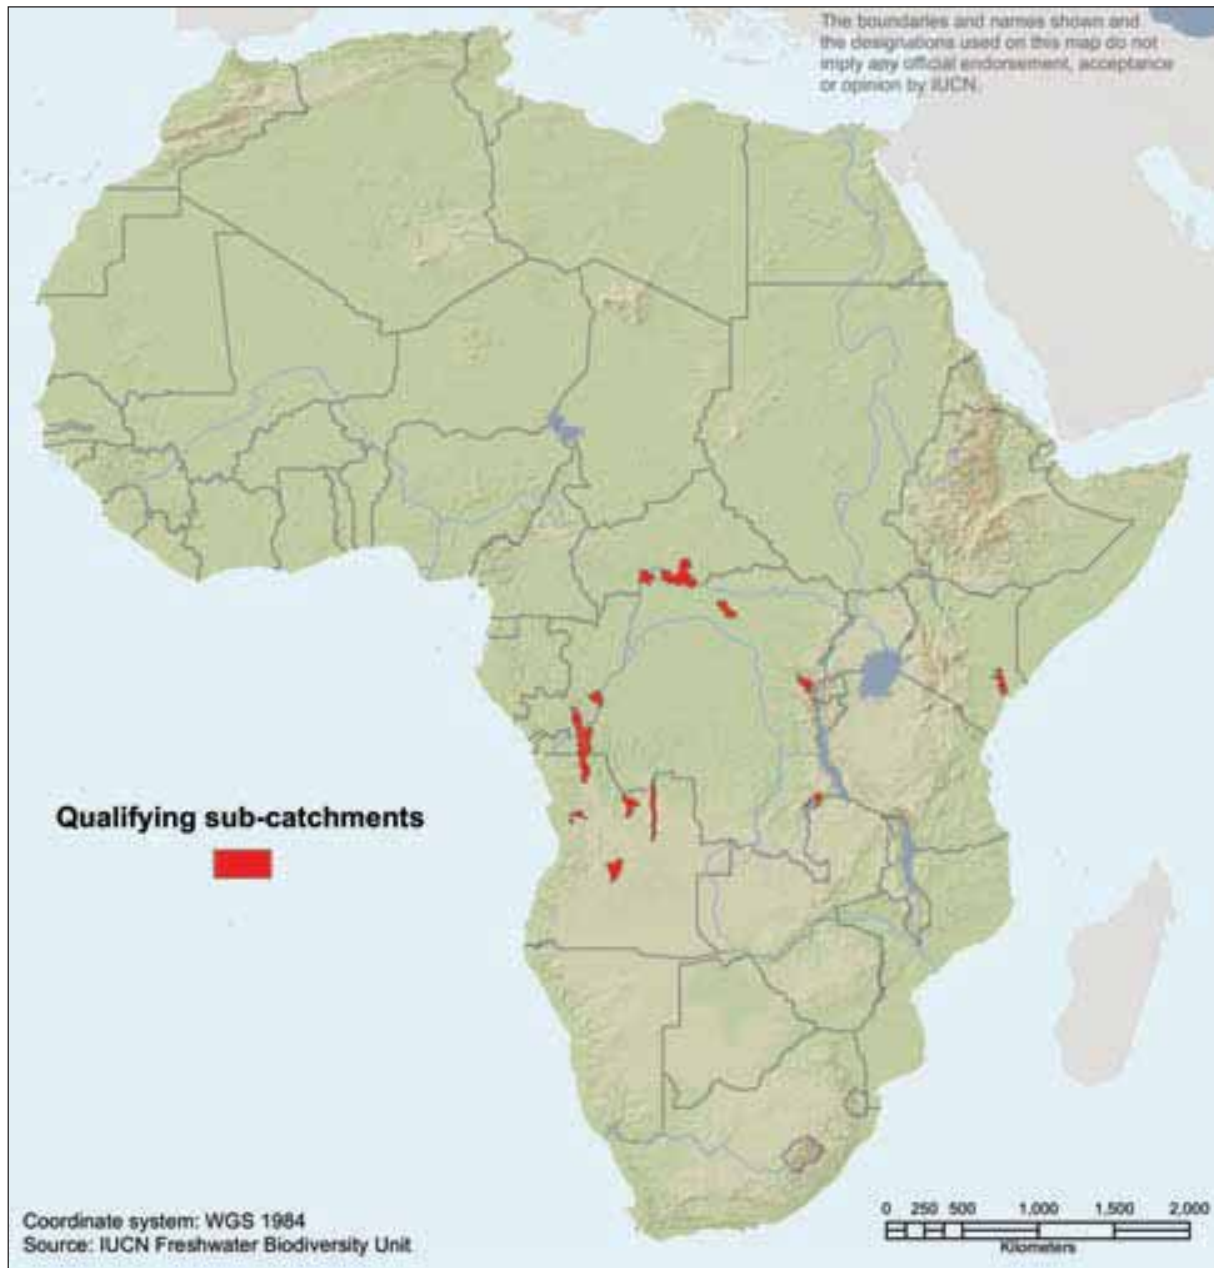 The boundaries and names shown and
the designations used on this map do not
imply any official endorsement, acceptance
or opinion by IUCN.
Qualifying sub-catchments
Coordinate system: WGS 1984
Source: IUCN Freshwater Biodiversity Unit
0 250 500 1,000 1,500 2,000
Kilometers